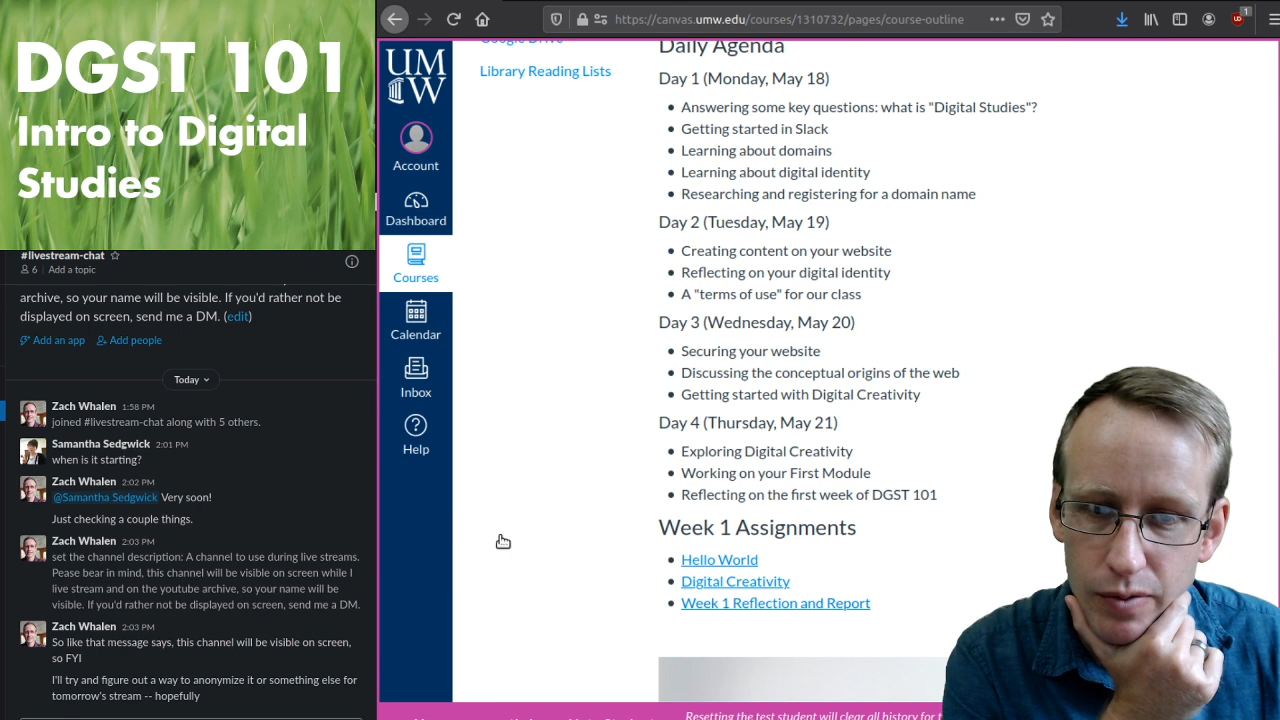 DGST 101
Intro to Digital
Studies
#livestream-chat
6 Add a topic
archive, so your name will be visible. If you'd rather not be
displayed on screen, send me a DM. (edit)
Add an app Add people
Today
Zach Whalen 1:58 PM
joined #livestream-chat along with 5 others.
Samantha Sedgwick 2:01 PM
when is it starting?
Zach Whalen 2:02 PM
@Samantha Sedgwick Very soon!
Just checking a couple things.
Zach Whalen 2:03 PM
set the channel description: A channel to use during live streams.
Pease bear in mind, this channel will be visible on screen while I
live stream and on the youtube archive, so your name will be
visible. If you'd rather not be displayed on screen, send me a DM.
Zach Whalen 2:03 PM
So like that message says, this channel will be visible on screen,
so FYI
I'll try and figure out a way to anonymize it or something else for
tomorrow's stream -- hopefully
https://canvas.umw.edu/courses/1310732/pages/course-outline
1
UMW
Account
Dashboard
Courses
Calendar
Inbox
Help
Google Drive
Library Reading Lists
Daily Agenda
Day 1 (Monday, May 18)
Answering some key questions: what is "Digital Studies"?
Getting started in Slack
Learning about domains
Learning about digital identity
Researching and registering for a domain name
Day 2 (Tuesday, May 19)
Creating content on your website
Reflecting on your digital identity
A "terms of use" for our class
Day 3 (Wednesday, May 20)
Securing your website
Discussing the conceptual origins of the web
Getting started with Digital Creativity
Day 4 (Thursday, May 21)
Exploring Digital Creativity
Working on your First Module
Reflecting on the first week of DGST 101
Week 1 Assignments
Hello World
Digital Creativity
Week 1 Reflection and Report
Resetting the test student will clear all history for